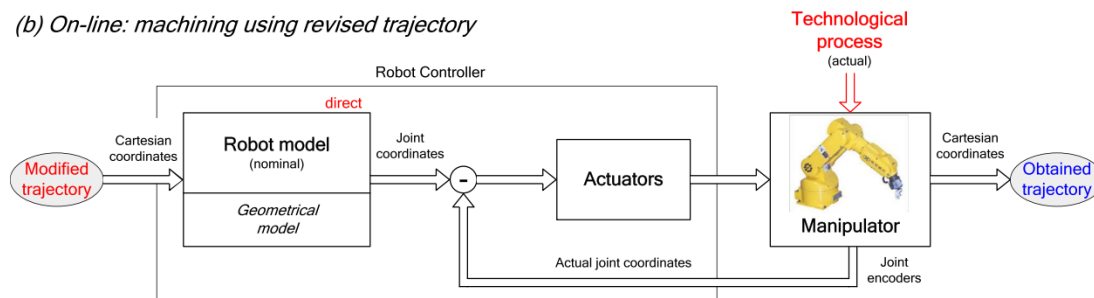 (b) On-line: machining using revised trajectory
Technological
process
(actual)
Robot Controller
direct
Cartesian
coordinates
Robot model
(nominal)
Joint
coordinates
Cartesian
coordinates
Modified
trajectory
-
Actuators
Obtained
trajectory
Geometrical
model
Manipulator
Actual joint coordinates
Joint
encoders